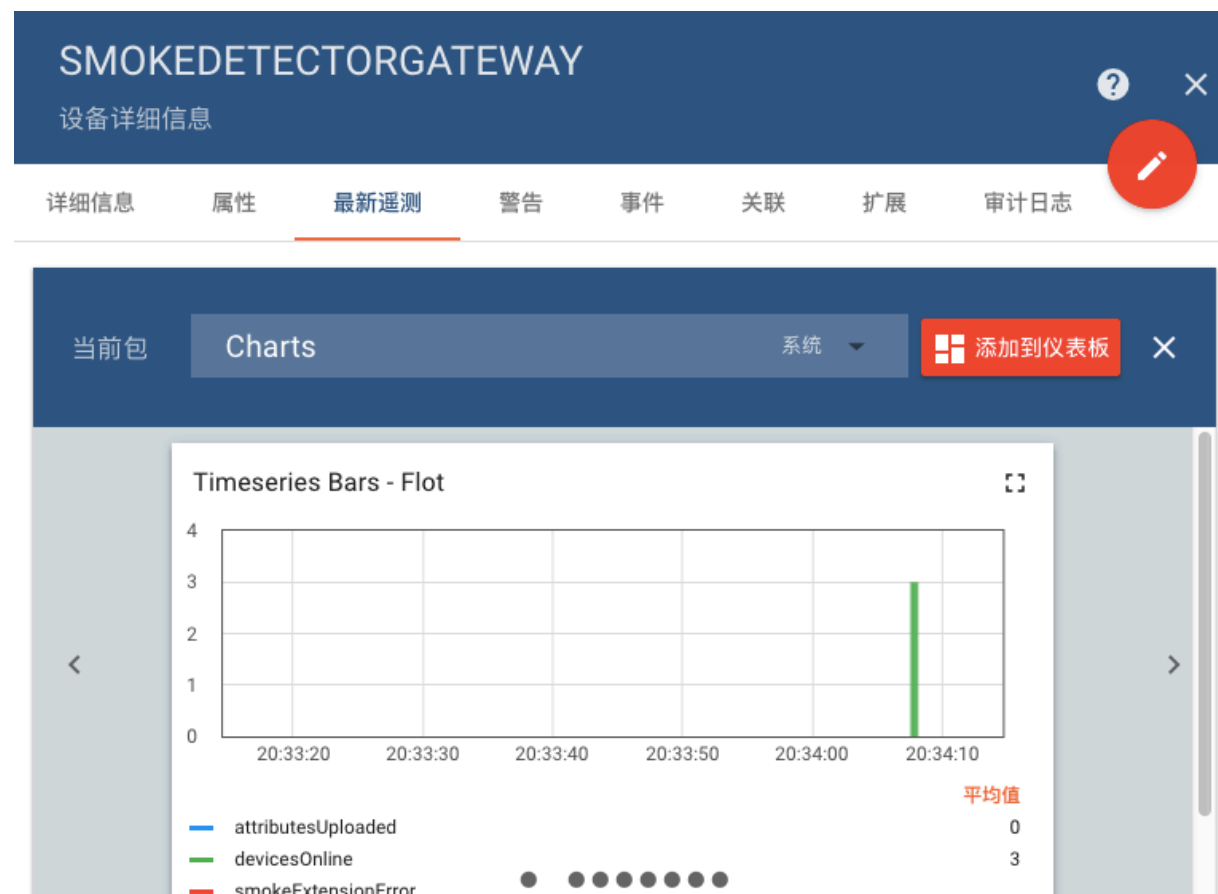 SMOKEDETECTORGATEWAY
设备详细信息
详细信息 属性 最新遥测 警告 事件 关联 扩展 审计日志
当前包 Charts 系统 添加到仪表板
Timeseries Bars - Flot
4
3
2
1
0
20:33:20 20:33:30 20:33:40 20:33:50 20:34:00 20:34:10
平均值
attributesUploaded 0
devicesOnline 3
smokeExtensionError